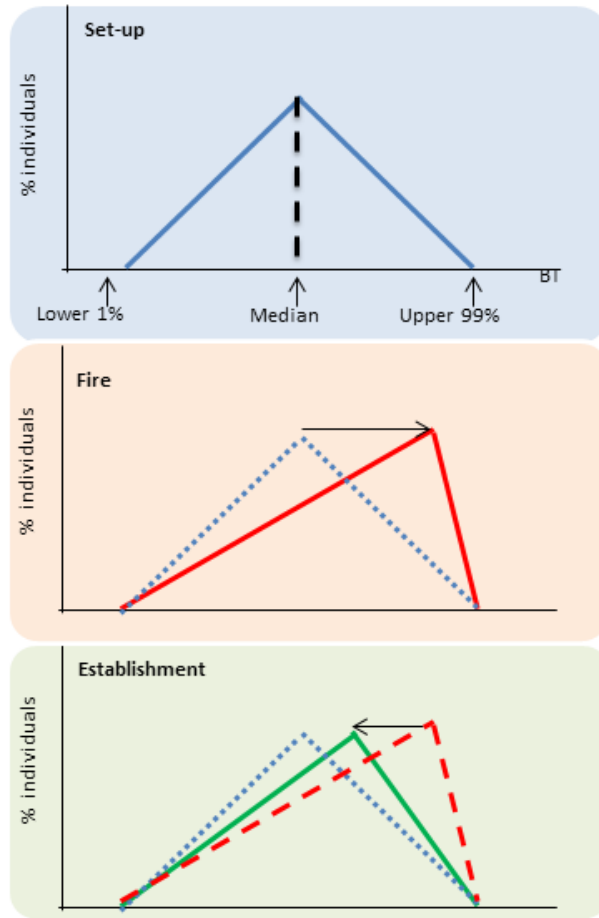 Set-up
% individuals
BT
Lower 1%
Median
Upper 99%
Fire
% individuals
Establishment
% individuals